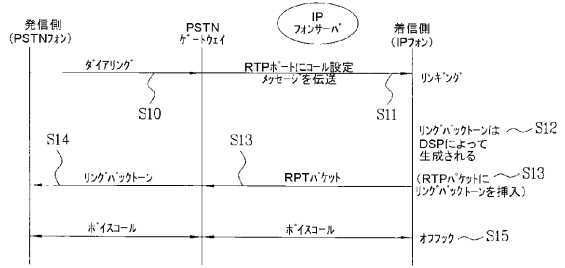 発信側
(PSTNフォン)
PSTN
ゲートウェイ
IP
フォンサーバ
着信側
(IPフォン)
ダイアリング
S10
RTPポートにコール設定
メッセージを伝送
S11
リンギング
リングバックトーンは
DSPによって
生成される
S12
S14
リングバックトーン
S13
RPTパケット
(RTPパケットに
リングバックトーンを挿入)
S13
ボイスコール
ボイスコール
オフフック
S15